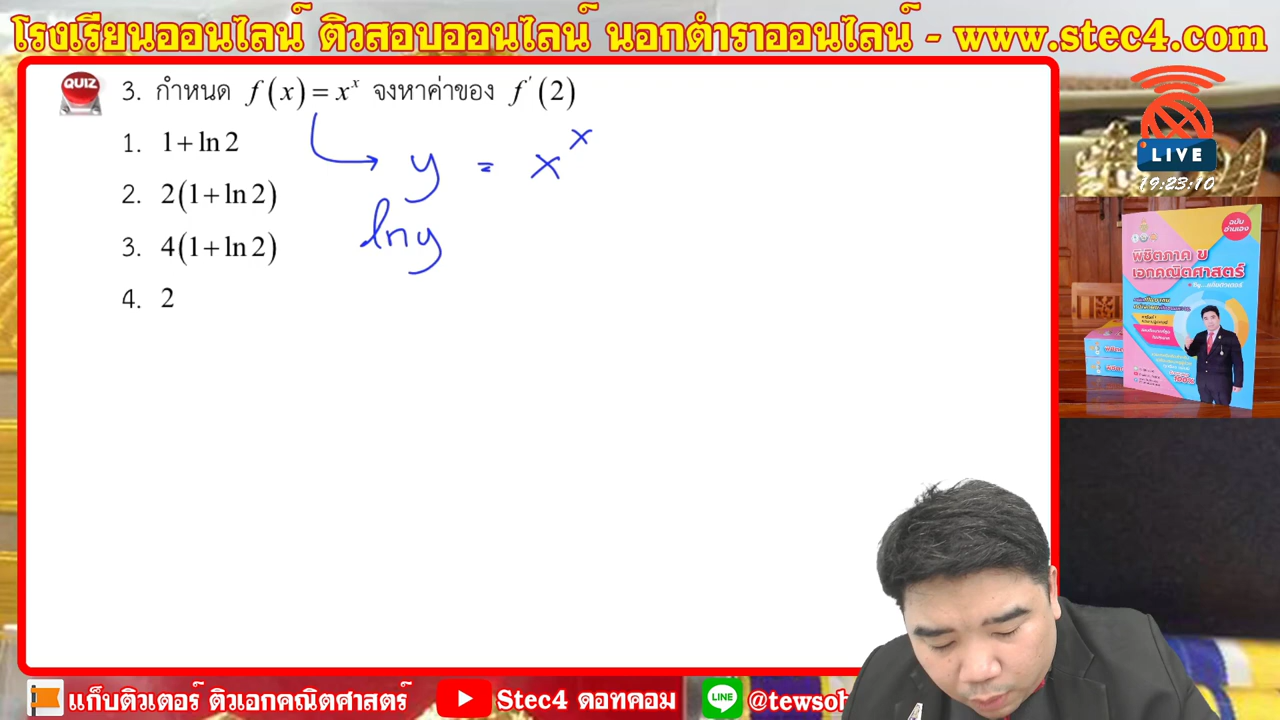 โรงเรียนออนไลน์ ติวสอบออนไลน์ นอกตำราออนไลน์ - www.stec4.com
QUIZ
3. กำหนด f(x) = x^x จงหาค่าของ f'(2)
1. 1 + ln 2
2. 2(1 + ln 2)
3. 4(1 + ln 2)
4. 2
y = x^x
ln y
LIVE
19:23:10
ฉบับ
อ่านเอง
พิชิตภาค ข
เอกคณิตศาสตร์
แก็บติวเตอร์ ติวเอกคณิตศาสตร์
Stec4 ดอทคอม
LINE
@tewsob